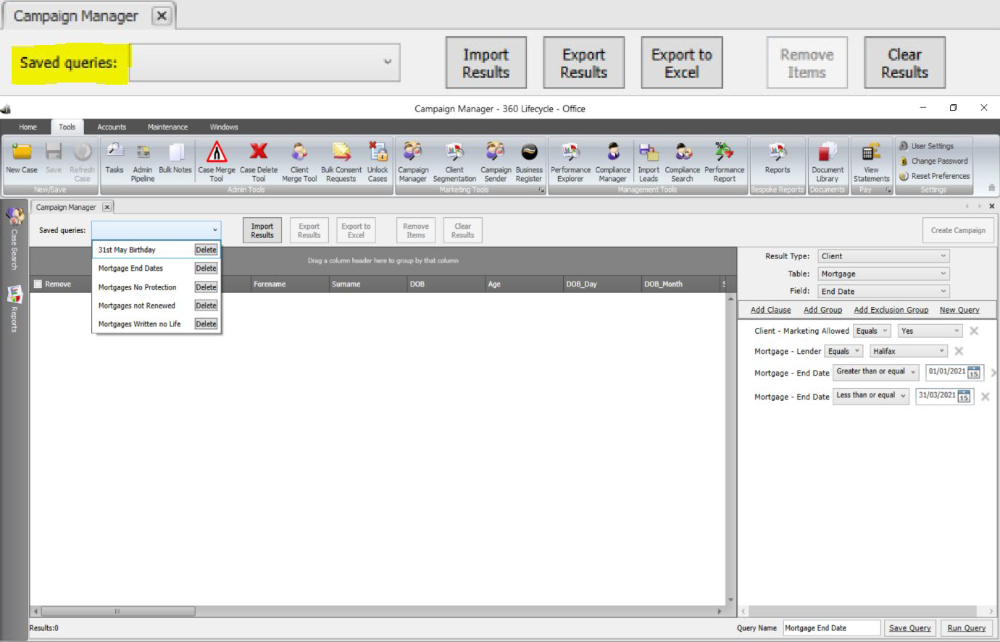 Campaign Manager
Saved queries:
Import Results
Export Results
Export to Excel
Remove Items
Clear Results
Campaign Manager - 360 Lifecycle - Office
Home Tools Accounts Maintenance Windows
New Case Save Refresh Case
New/Save
Tasks Admin Pipeline Bulk Notes Case Merge Tool Case Delete Tool Client Merge Tool Bulk Consent Requests Unlock Cases
Admin Tools
Campaign Manager Client Segmentation Campaign Sender Business Register
Marketing Tools
Performance Explorer Compliance Manager Import Leads Compliance Search Performance Report
Management Tools
Reports
Bespoke Reports
Document Library
Documents
View Statements
Pay
User Settings
Change Password
Reset Preferences
Settings
Case Search
Reports
Campaign Manager
Saved queries:
Import Results
Export Results
Export to Excel
Remove Items
Clear Results
Create Campaign
31st May Birthday Delete
Mortgage End Dates Delete
Mortgages No Protection Delete
Mortgages not Renewed Delete
Mortgages Written no Life Delete
Drag a column header here to group by that column
Remove Forename Surname DOB Age DOB_Day DOB_Month S
Result Type: Client
Table: Mortgage
Field: End Date
Add Clause Add Group Add Exclusion Group New Query
Client - Marketing Allowed Equals Yes
Mortgage - Lender Equals Halifax
Mortgage - End Date Greater than or equal 01/01/2021 15
Mortgage - End Date Less than or equal 31/03/2021 15
Results:0
Query Name Mortgage End Date Save Query Run Query